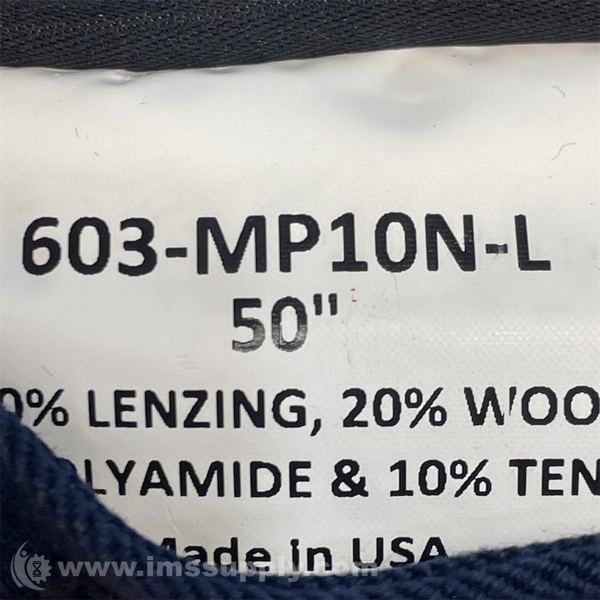 603-MP10N-L
50"
0% LENZING, 20% WOO
LYAMIDE & 10% TEN
Made in USA
www.imssupply.com